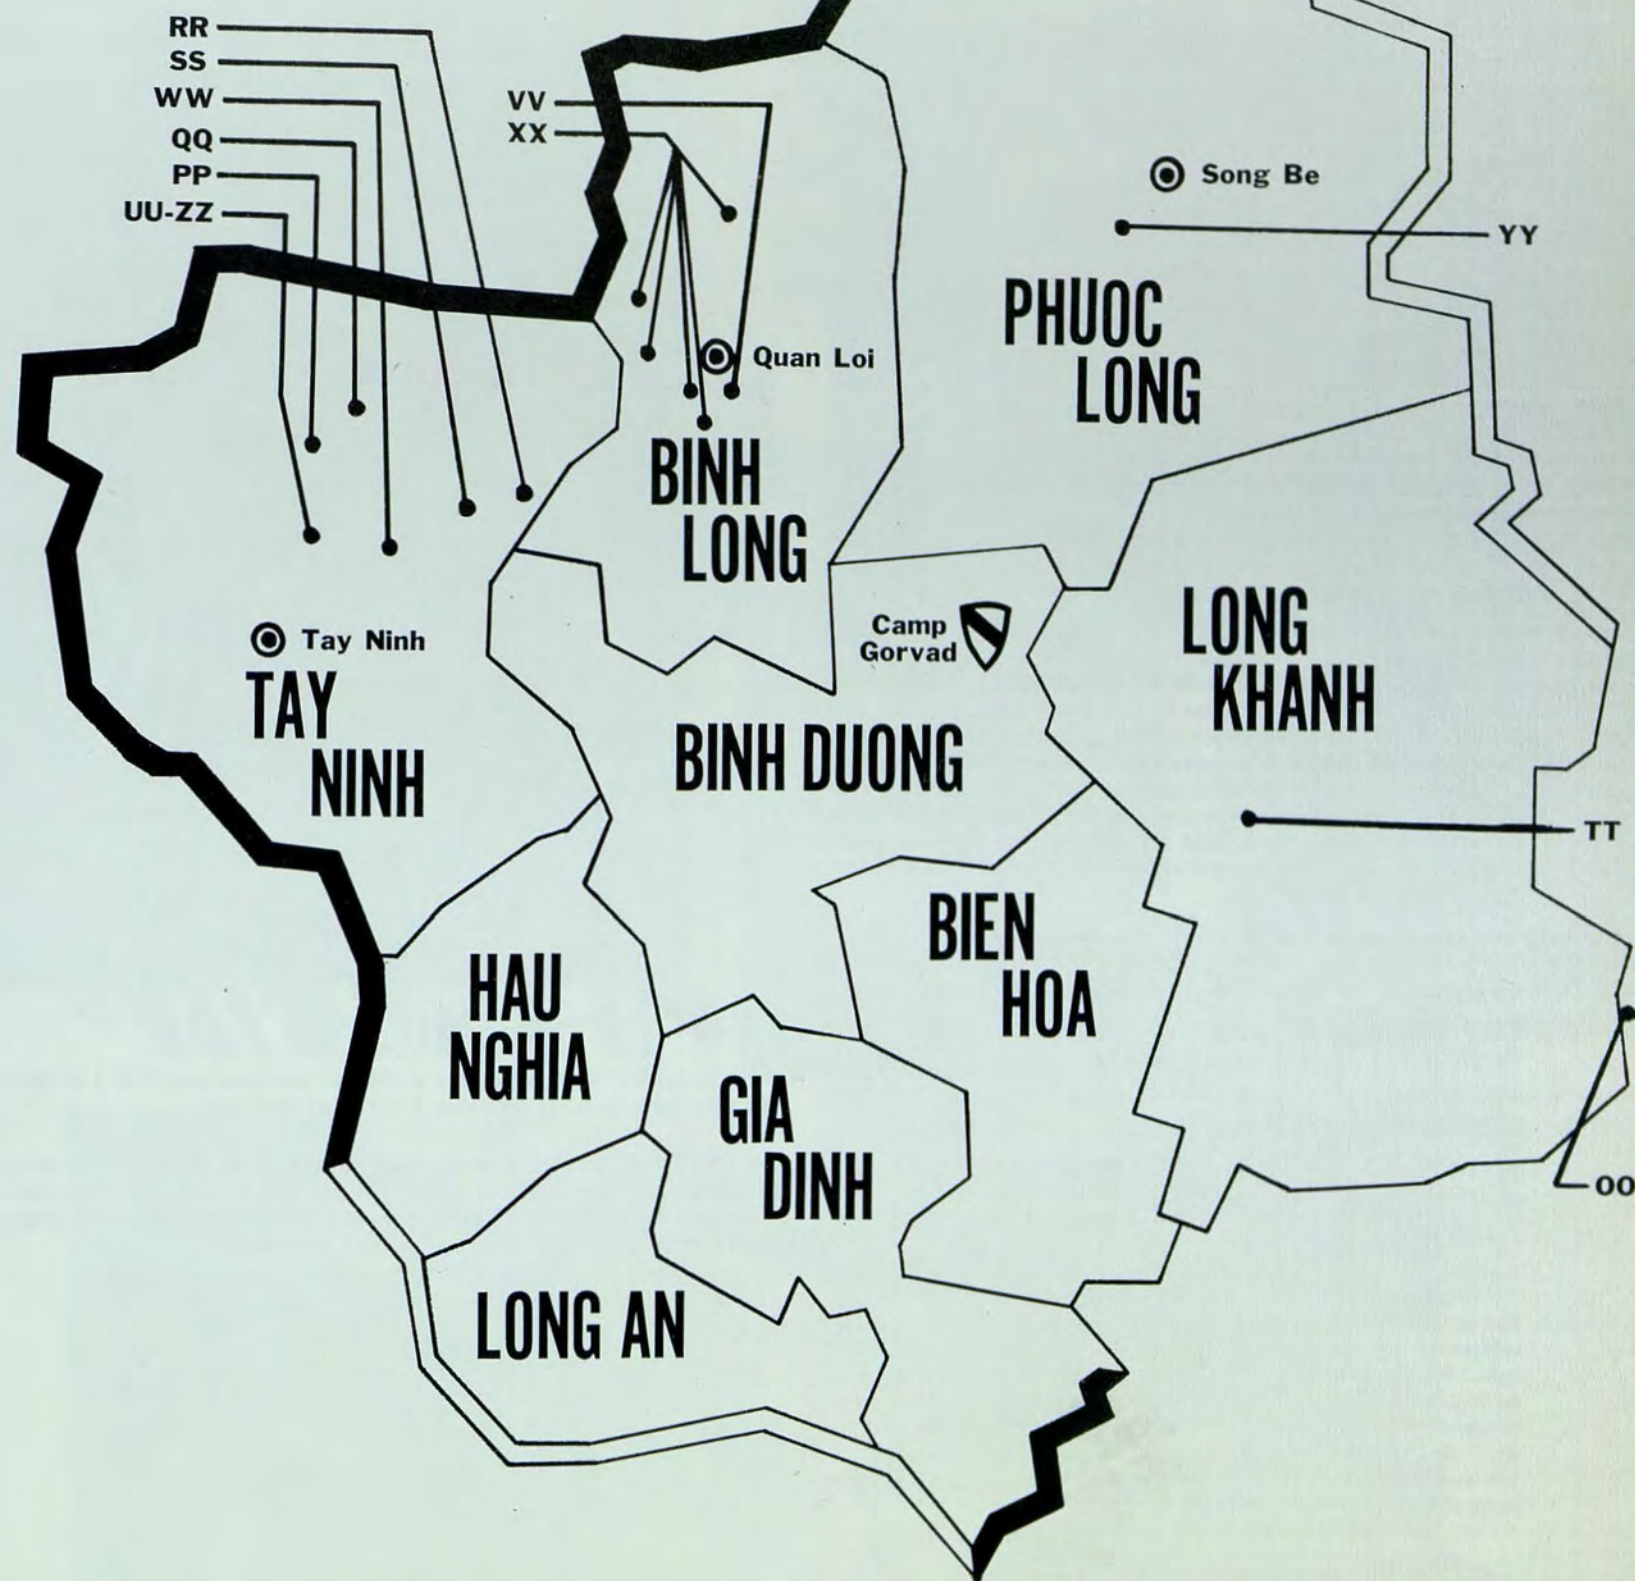 RR
SS
WW
QQ
PP
UU-ZZ
VV
XX
Song Be
YY
PHUOC
LONG
Quan Loi
BINH
LONG
Camp
Gorvad
LONG
KHANH
Tay Ninh
TAY
NINH
BINH DUONG
TT
BIEN
HOA
HAU
NGHIA
GIA
DINH
OO
LONG AN